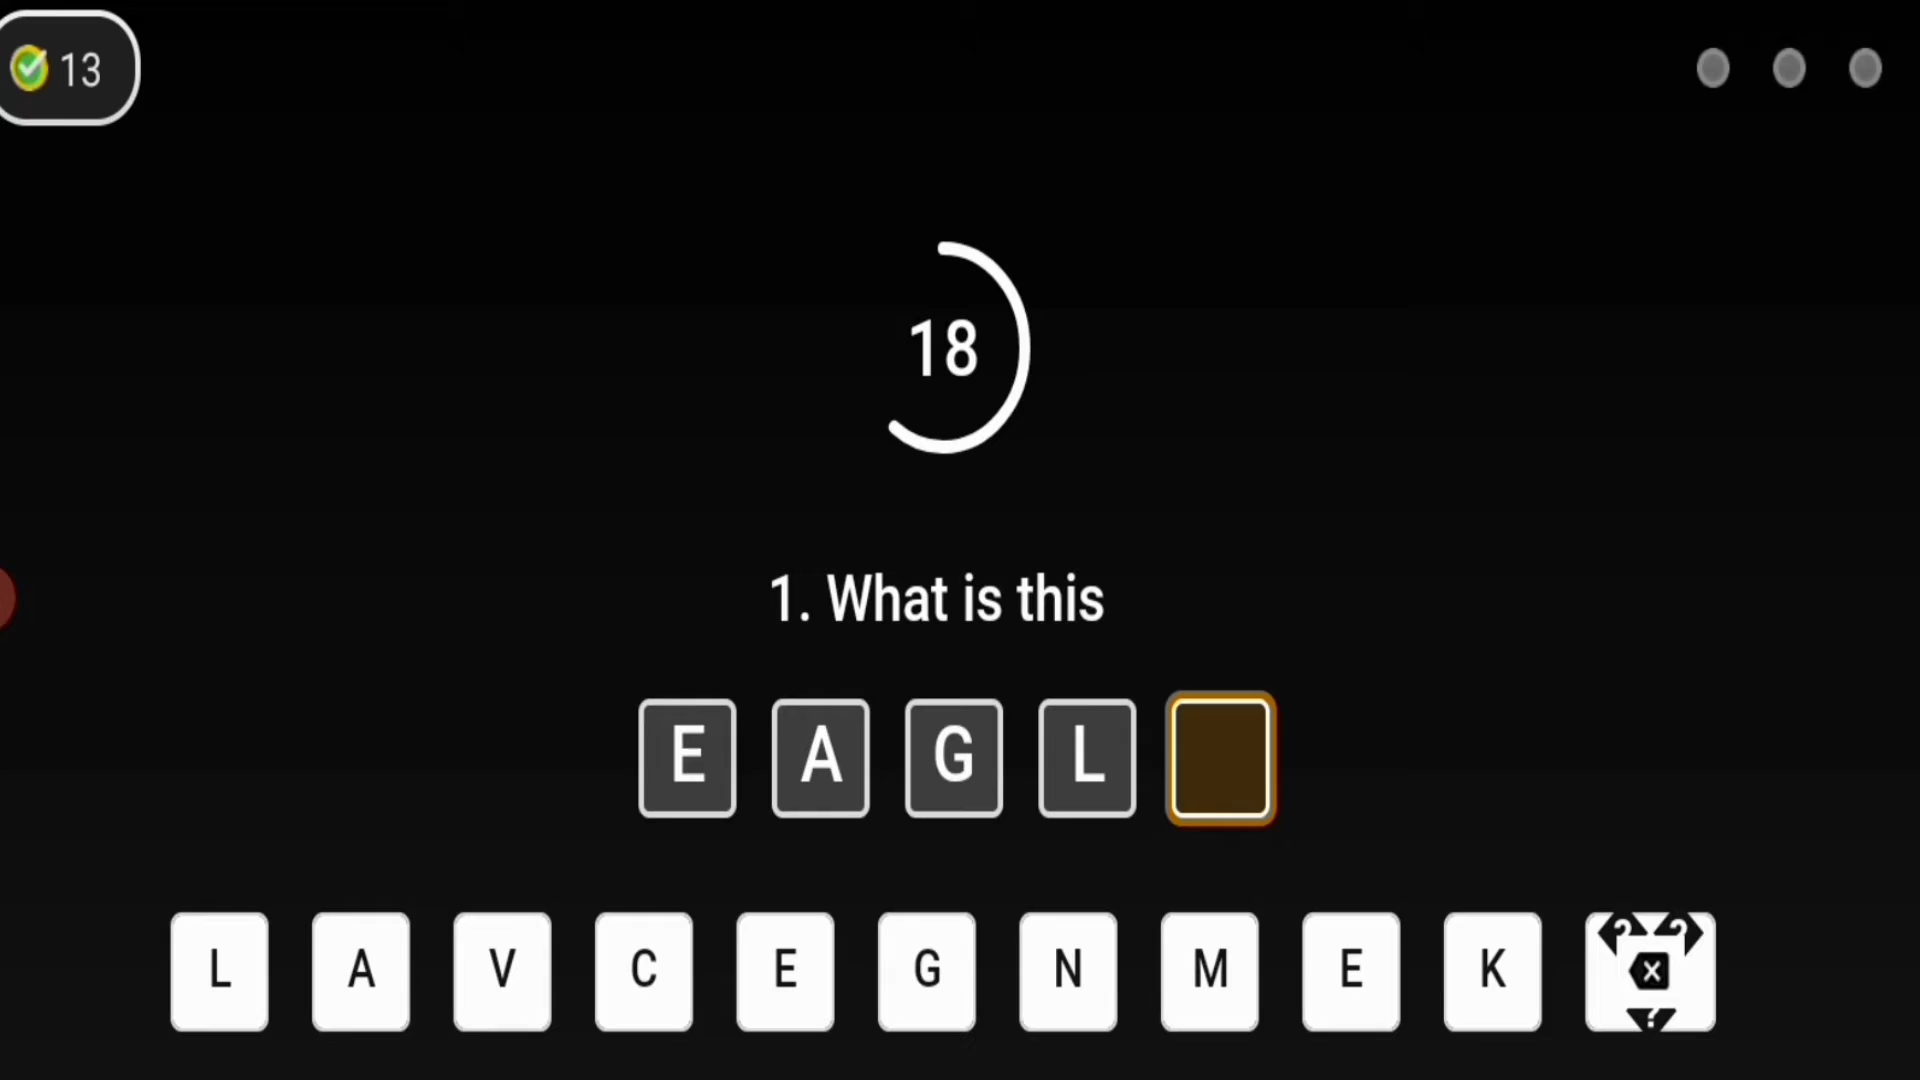 13
18
1. What is this
E A G L
L A V C E G N M E K